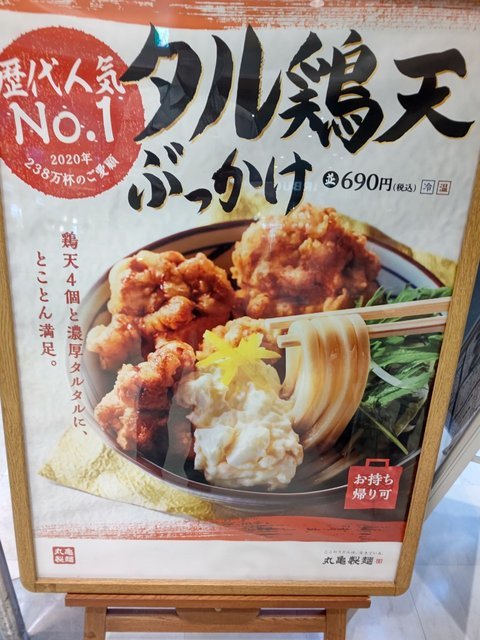 歴代人気
No.1
2020年
238万杯のご愛顧
タル鶏天
ぶっかけ
並690円(税込) 冷 温
鶏天4個と濃厚タルタルに、
とことん満足。
お持ち
帰り可
丸亀
製麺
丸亀製麺